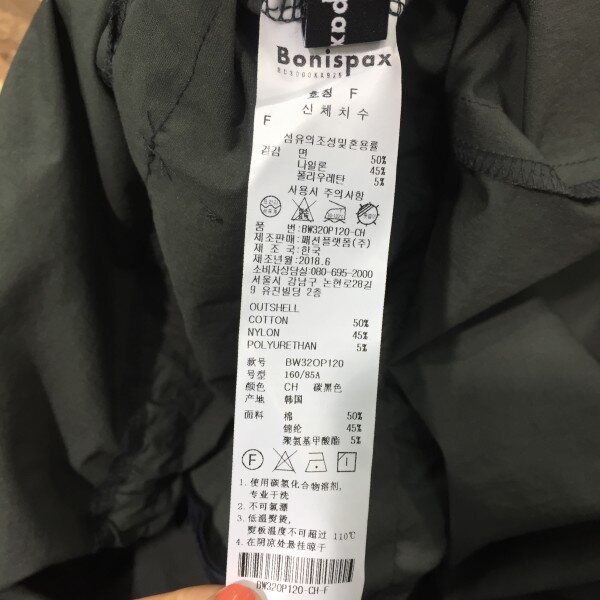 Bonispax
호칭 F
신체치수
F
섬유의조성및혼용률
겉감 면 50%
나일론 45%
폴리우레탄 5%
사용시 주의사항
품 번:BW32OP120-CH
제조판매:패션플랫폼(주)
제 조 국:한국
제조년월:2018.6
소비자상담실:080-695-2000
서울시 강남구 논현로28길
9 유진빌딩 2층
OUTSHELL
COTTON 50%
NYLON 45%
POLYURETHAN 5%
款号 BW32OP120
号型 160/85A
颜色 CH 碳黑色
产地 韩国
面料 棉 50%
锦纶 45%
聚氨基甲酸酯 5%
F
1.使用碳氢化合物溶剂,
专业干洗
2.不可氯漂
3.低温熨烫,
熨板温度不可超过 110℃
4.在阴凉处悬挂晾干
BW32OP120-CH-F